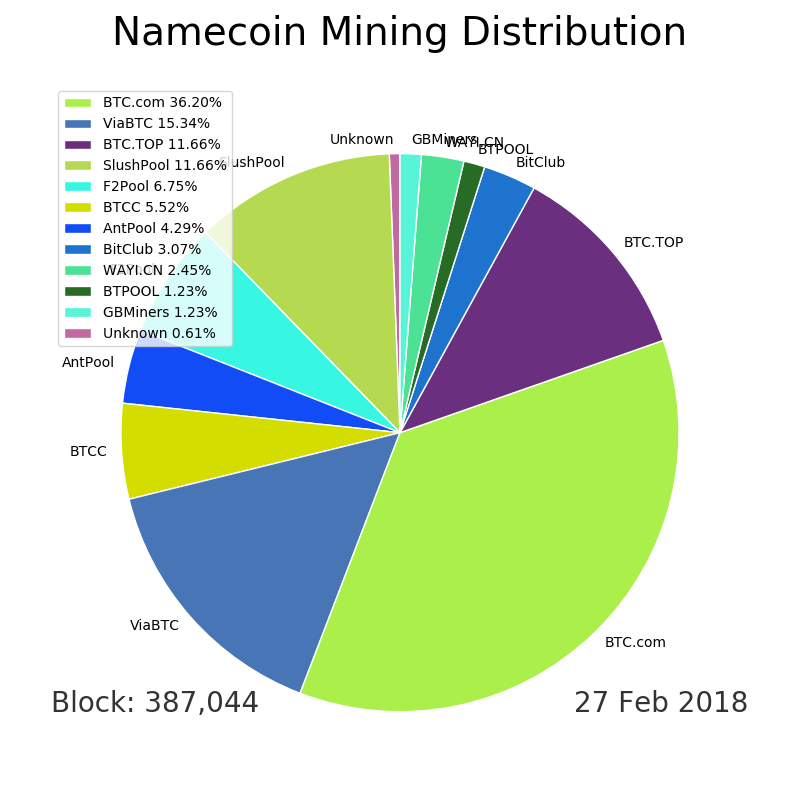 Namecoin Mining Distribution
BTC.com 36.20%
ViaBTC 15.34%
BTC.TOP 11.66%
SlushPool 11.66%
F2Pool 6.75%
BTCC 5.52%
AntPool 4.29%
BitClub 3.07%
WAYI.CN 2.45%
BTPOOL 1.23%
GBMiners 1.23%
Unknown 0.61%
Unknown
GBMiners
WAYI.CN
BTPOOL
BitClub
SlushPool
BTC.TOP
AntPool
BTCC
ViaBTC
BTC.com
Block: 387,044
27 Feb 2018